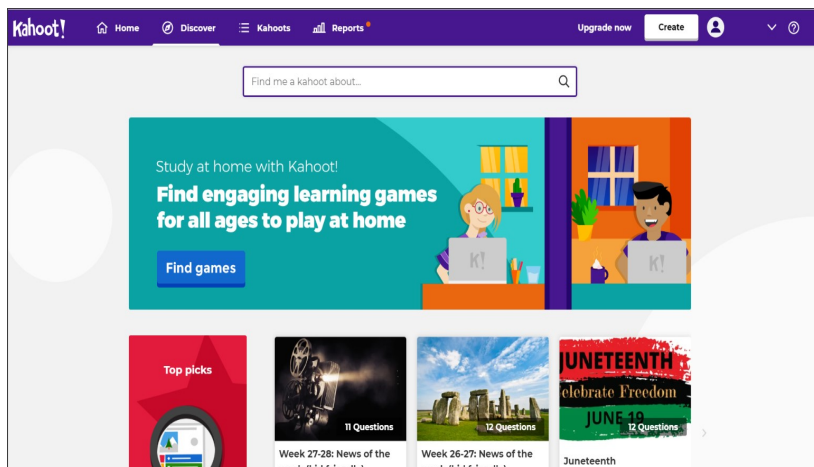 Kahoot!
Home
Discover
Kahoots
Reports
Upgrade now
Create
Find me a kahoot about...
Study at home with Kahoot!
Find engaging learning games
for all ages to play at home
Find games
K!
K!
Top picks
11 Questions
Week 27-28: News of the
12 Questions
Week 26-27: News of the
JUNETEENTH
elebrate Freedom
JUNE 19
12 Questions
Juneteenth